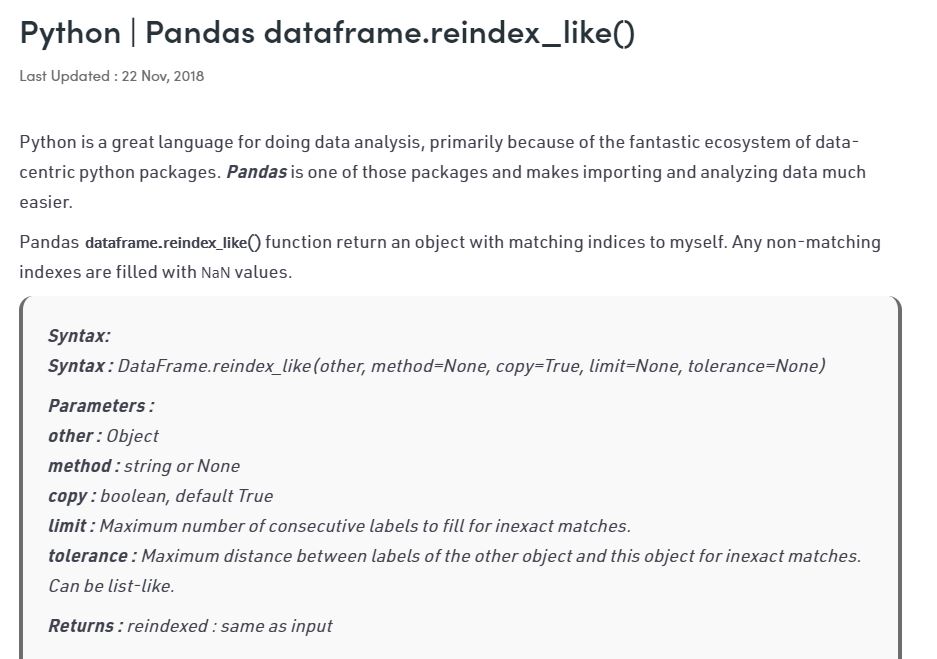 Python | Pandas dataframe.reindex_like()
Last Updated : 22 Nov, 2018
Python is a great language for doing data analysis, primarily because of the fantastic ecosystem of data-
centric python packages. Pandas is one of those packages and makes importing and analyzing data much
easier.
Pandas dataframe.reindex_like() function return an object with matching indices to myself. Any non-matching
indexes are filled with NaN values.
Syntax:
Syntax : DataFrame.reindex_like(other, method=None, copy=True, limit=None, tolerance=None)
Parameters :
other : Object
method : string or None
copy : boolean, default True
limit : Maximum number of consecutive labels to fill for inexact matches.
tolerance : Maximum distance between labels of the other object and this object for inexact matches.
Can be list-like.
Returns : reindexed : same as input